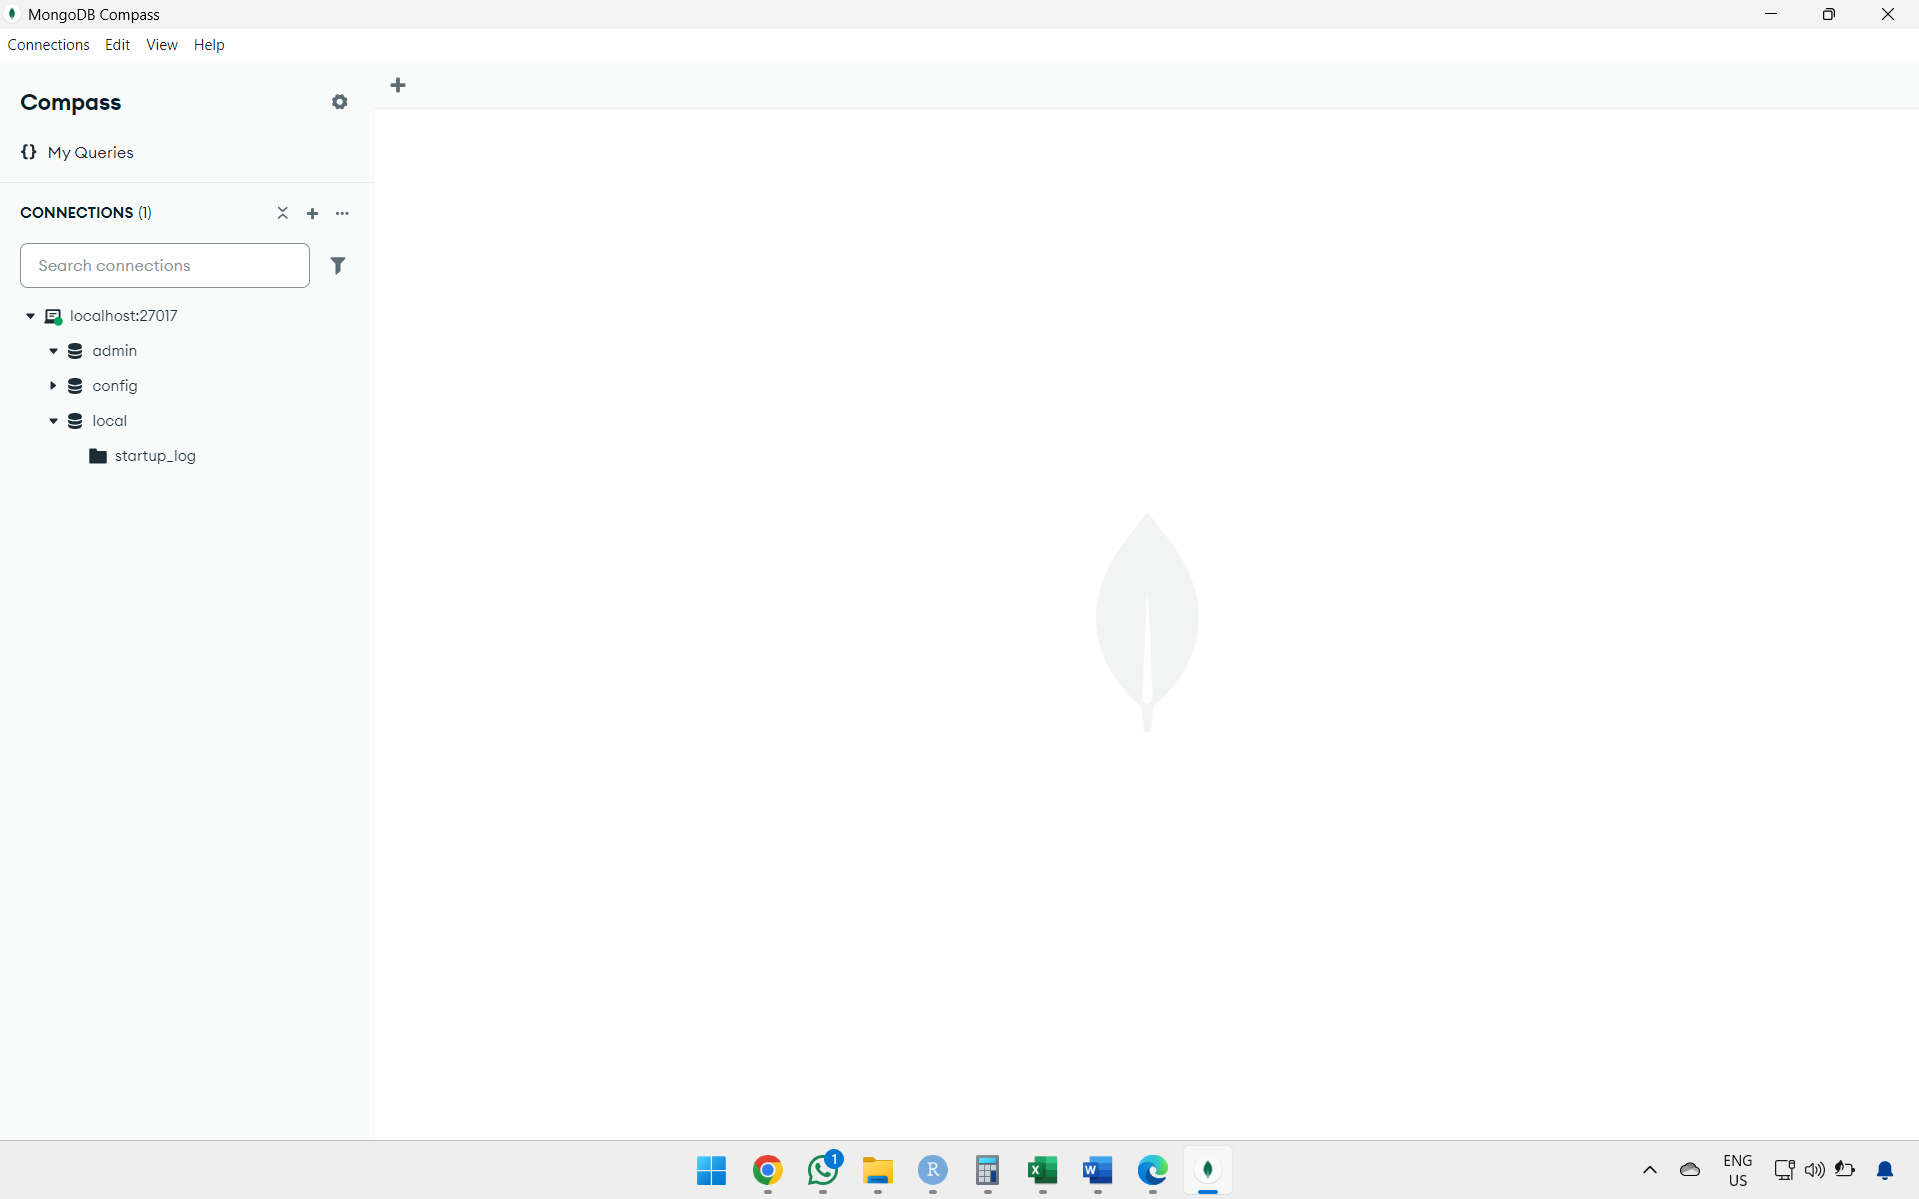 MongoDB Compass
Connections Edit View Help
Compass
{} My Queries
CONNECTIONS (1)
Search connections
localhost:27017
admin
config
local
startup_log
1
R
X
W
ENG
US